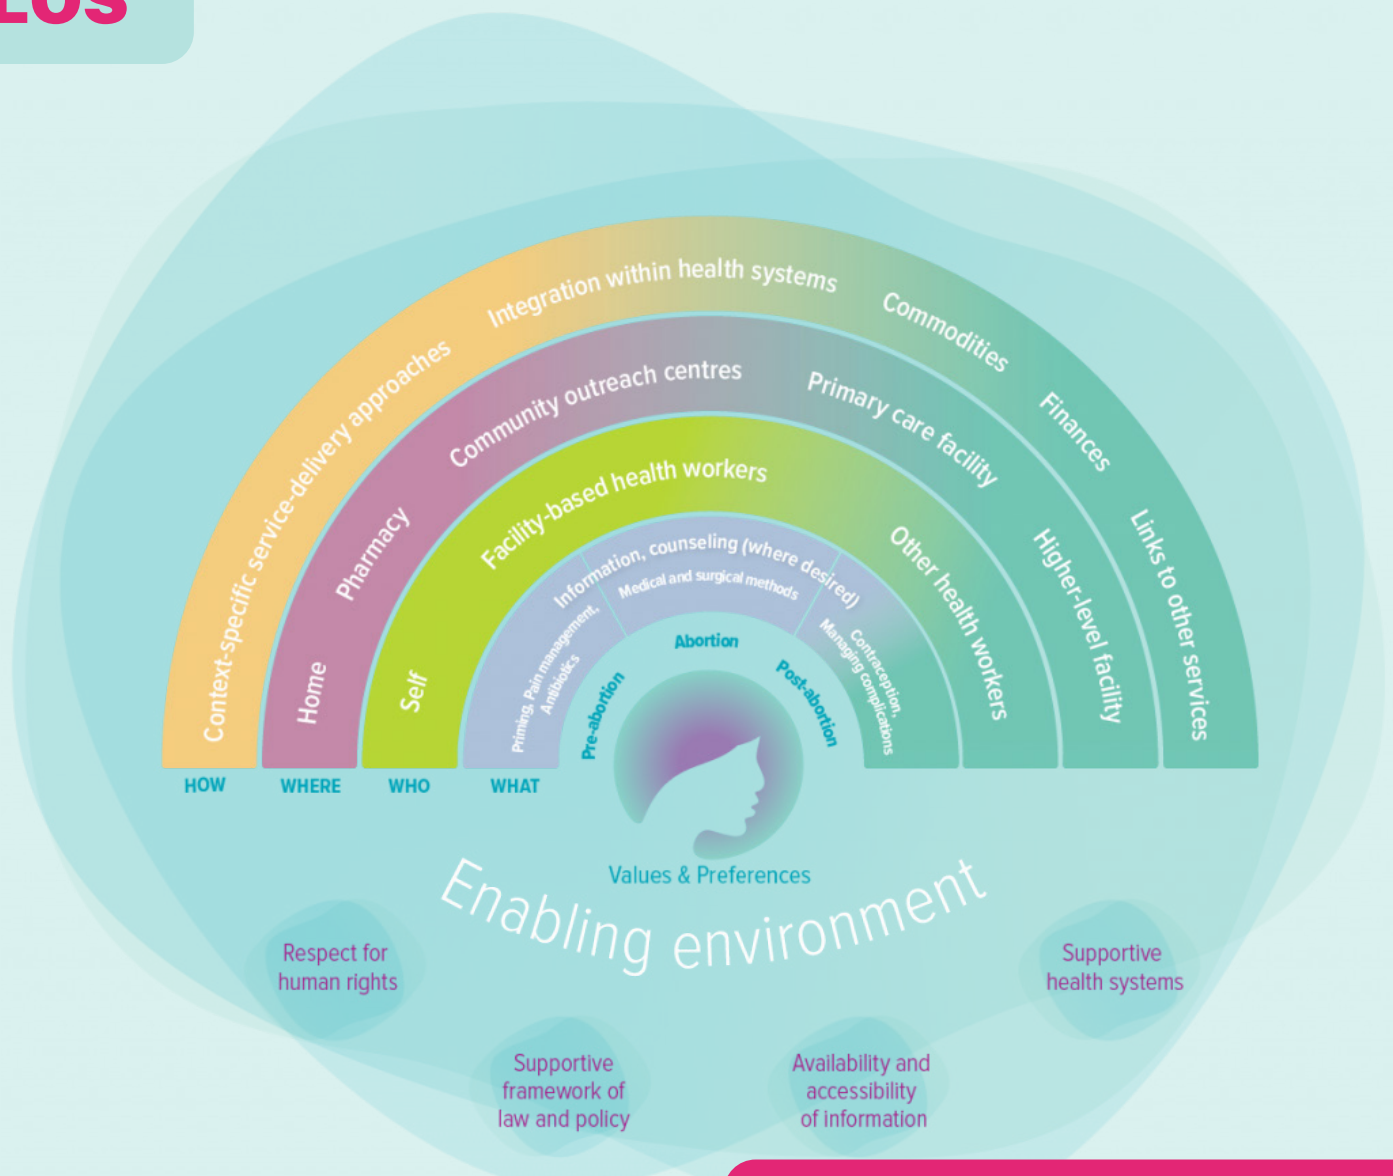 Context-specific service-delivery approaches
Integration within health systems
Commodities
Finances
Links to other services
Home
Pharmacy
Community outreach centres
Primary care facility
Higher-level facility
Self
Facility-based health workers
Other health workers
Information, counseling (where desired)
Priming, Pain management,
Antibiotics
Medical and surgical methods
Contraception,
Managing complications
Pre-abortion
Abortion
Post-abortion
HOW
WHERE
WHO
WHAT
Values & Preferences
Enabling environment
Respect for
human rights
Supportive
framework of
law and policy
Availability and
accessibility
of information
Supportive
health systems